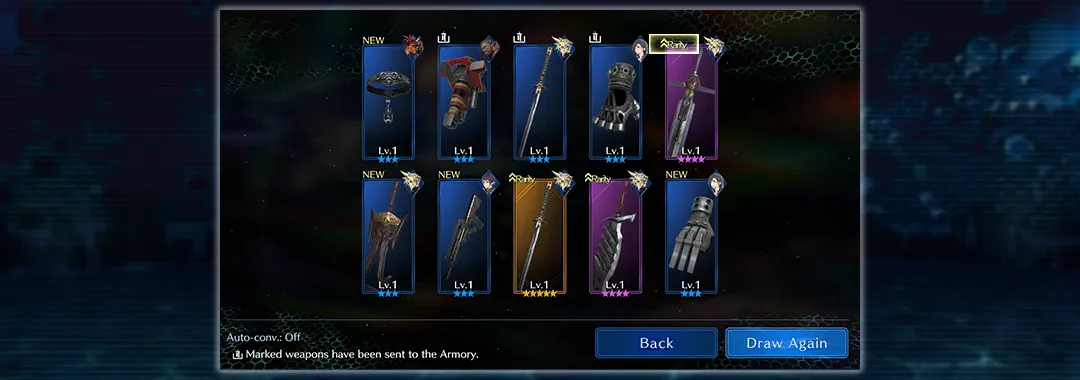 NEW
Rarity
Lv.1
Lv.1
Lv.1
Lv.1
Lv.1
NEW
NEW
Rarity
Rarity
NEW
Lv.1
Lv.1
Lv.1
Lv.1
Lv.1
Auto-conv.: Off
Marked weapons have been sent to the Armory.
Back
Draw Again